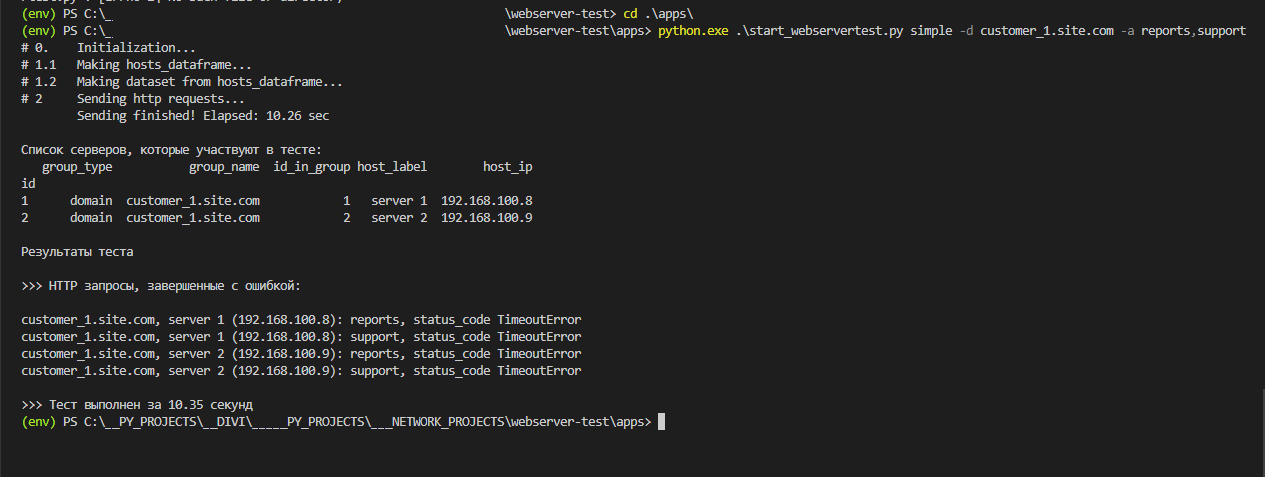 (env) PS C:\_ \webserver-test> cd .\apps\
(env) PS C:\_ \webserver-test\apps> python.exe .\start_webservertest.py simple -d customer_1.site.com -a reports,support
# 0. Initialization...
# 1.1 Making hosts_dataframe...
# 1.2 Making dataset from hosts_dataframe...
# 2 Sending http requests...
Sending finished! Elapsed: 10.26 sec
Список серверов, которые участвуют в тесте:
group_type group_name id_in_group host_label host_ip
id
1 domain customer_1.site.com 1 server 1 192.168.100.8
2 domain customer_1.site.com 2 server 2 192.168.100.9
Результаты теста
>>> HTTP запросы, завершенные с ошибкой:
customer_1.site.com, server 1 (192.168.100.8): reports, status_code TimeoutError
customer_1.site.com, server 1 (192.168.100.8): support, status_code TimeoutError
customer_1.site.com, server 2 (192.168.100.9): reports, status_code TimeoutError
customer_1.site.com, server 2 (192.168.100.9): support, status_code TimeoutError
>>> Тест выполнен за 10.35 секунд
(env) PS C:\__PY_PROJECTS\__DIVI\_____PY_PROJECTS\___NETWORK_PROJECTS\webserver-test\apps>